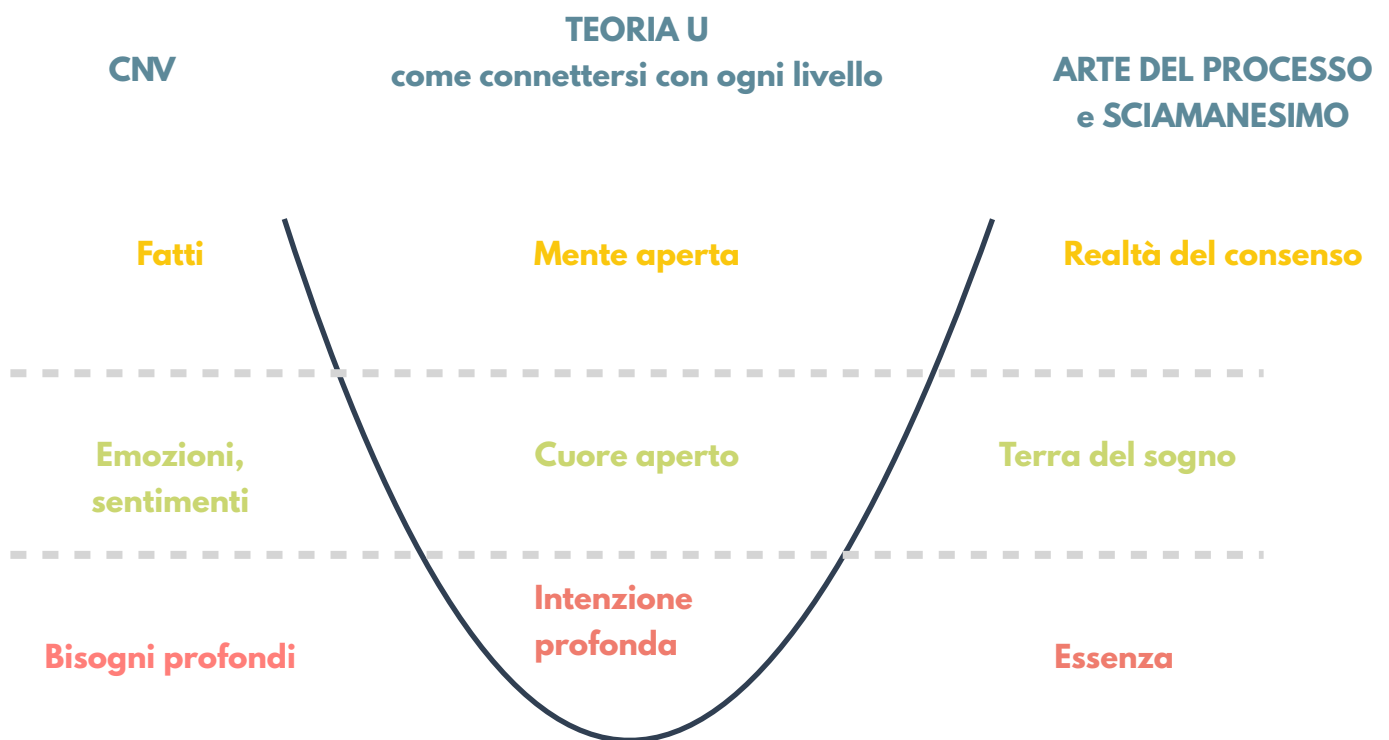 CNV
TEORIA U
come connettersi con ogni livello
ARTE DEL PROCESSO
e SCIAMANESIMO
Fatti
Mente aperta
Realtà del consenso
Emozioni,
sentimenti
Cuore aperto
Terra del sogno
Bisogni profondi
Intenzione
profonda
Essenza